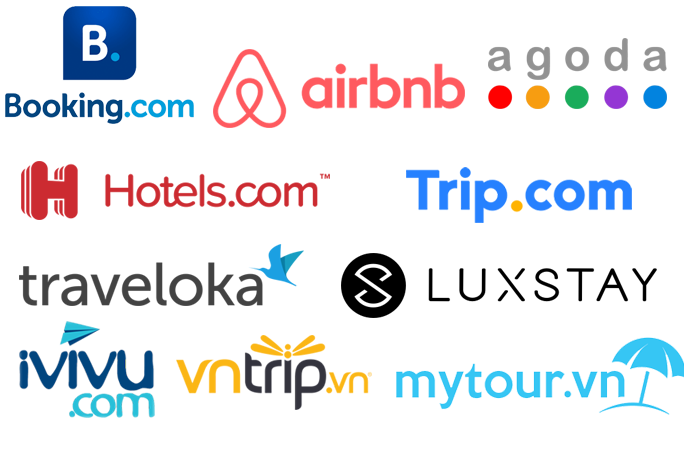 B.
Booking.com
airbnb
agoda
Hotels.com™
Trip.com
traveloka
LUXSTAY
iVIVU
.com
vntrip.vn
mytour.vn